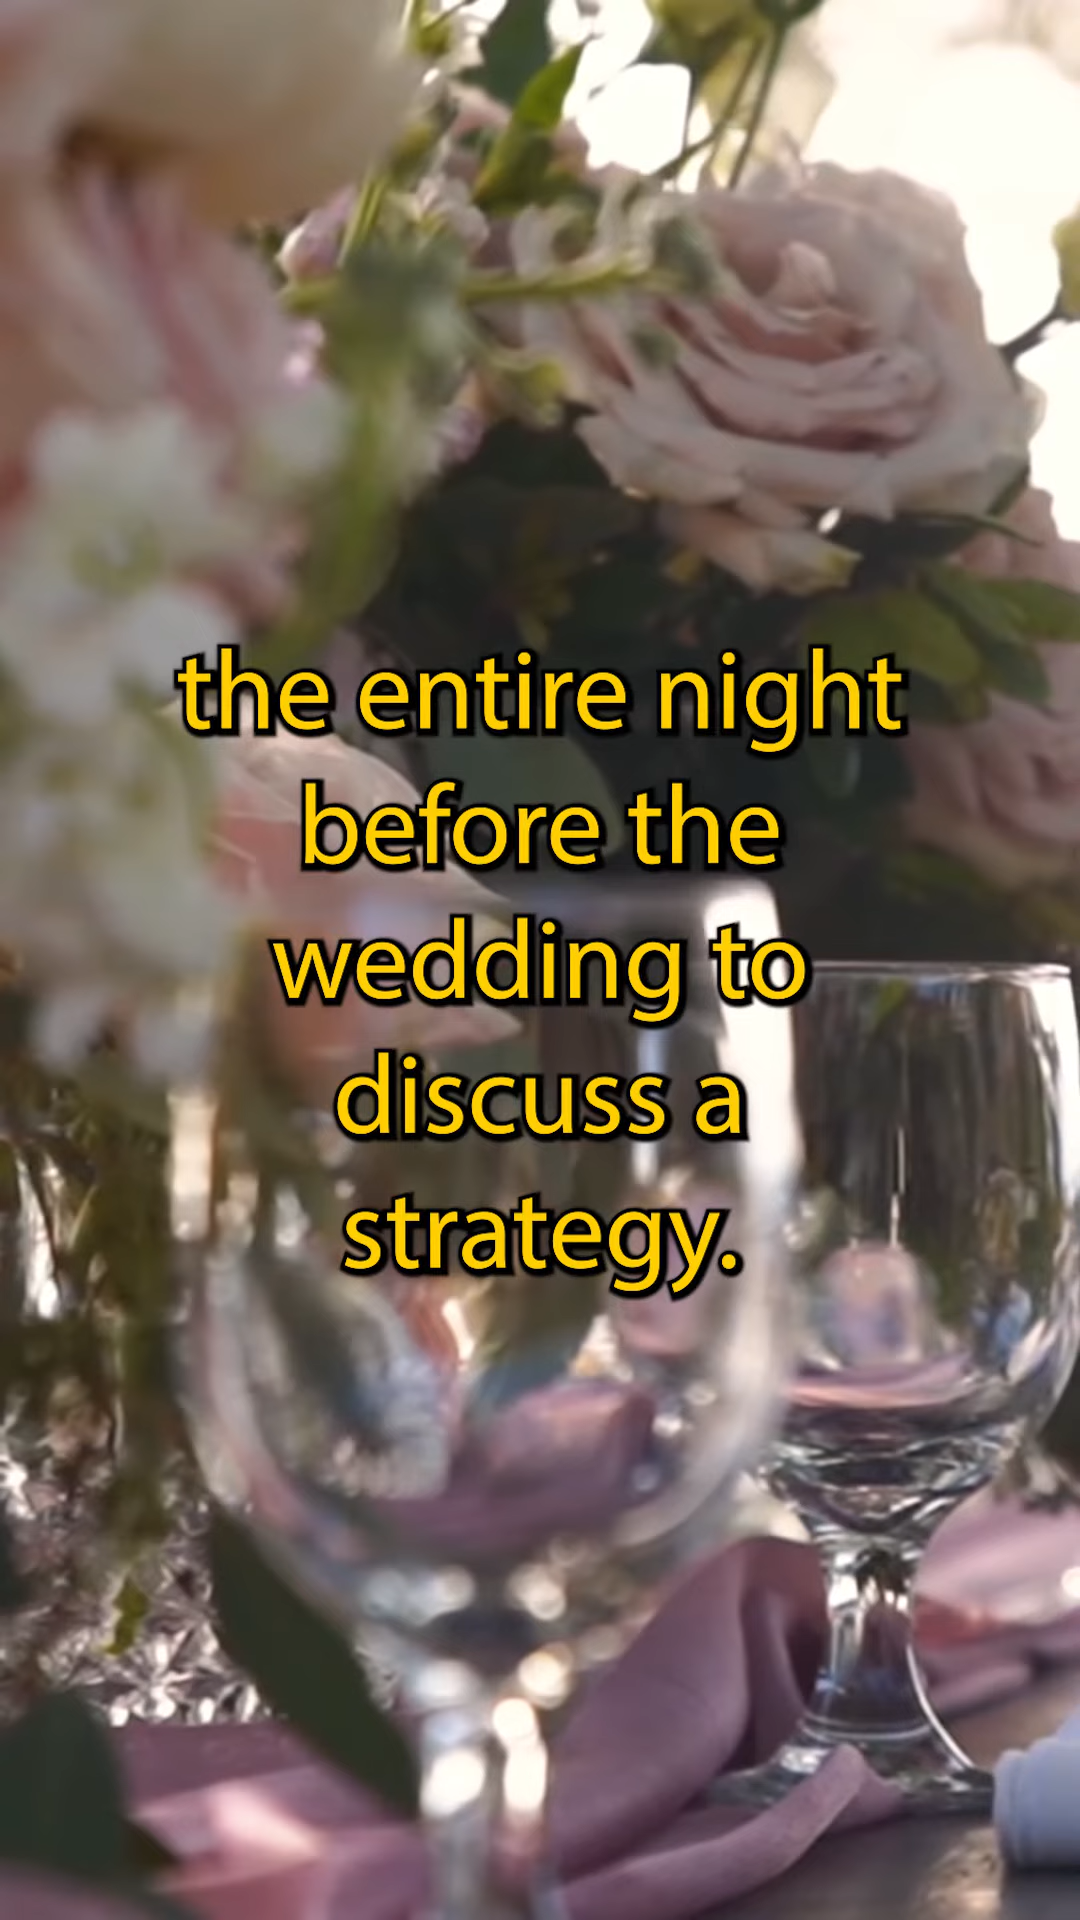 the entire night
before the
wedding to
discuss a
strategy.